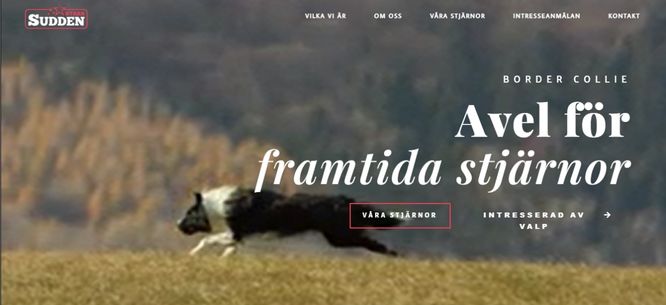 SUDDEN
VILKA VI ÄR
OM OSS
VÅRA STJÄRNOR
INTRESSEANMÄLAN
KONTAKT
BORDER COLLIE
Avel för
framtida stjärnor
VÅRA STJÄRNOR
INTRESSERAD AV
VALP